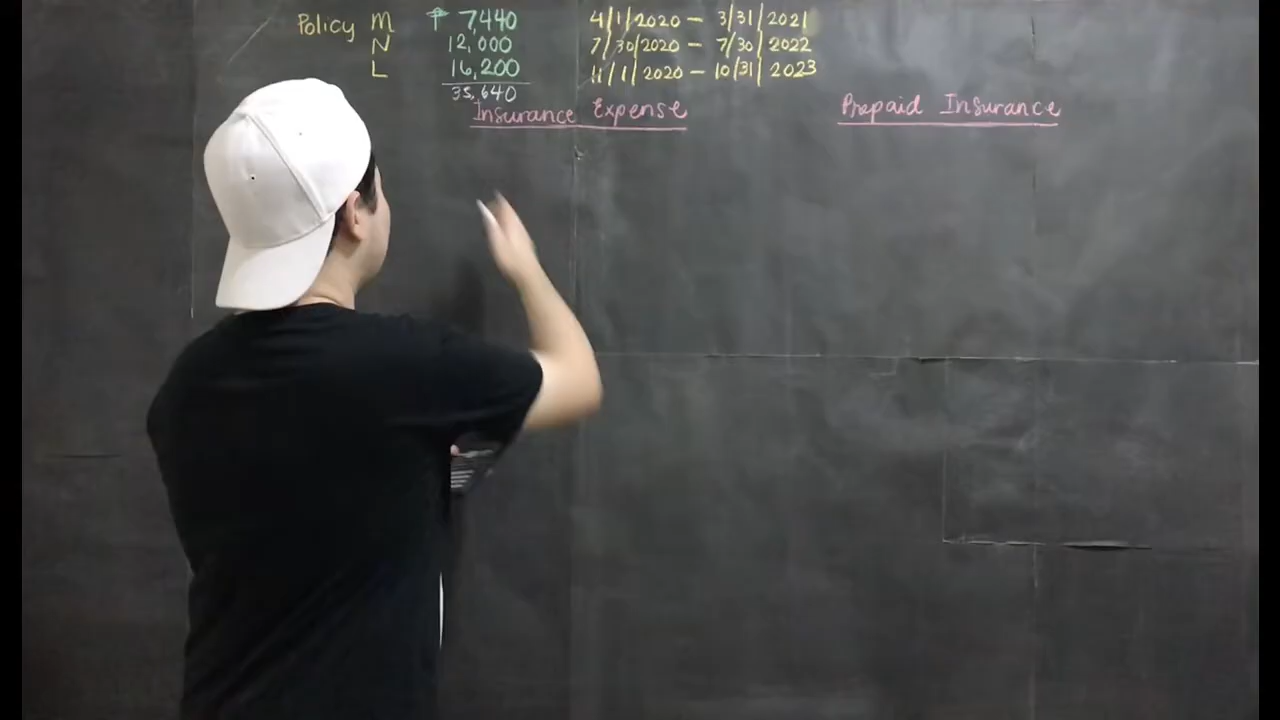 Policy M ₱ 7,440 4/1/2020 – 3/31/2021
N 12,000 7/30/2020 – 7/30/2022
L 16,200 11/1/2020 – 10/31/2023
35,640
Insurance Expense Prepaid Insurance